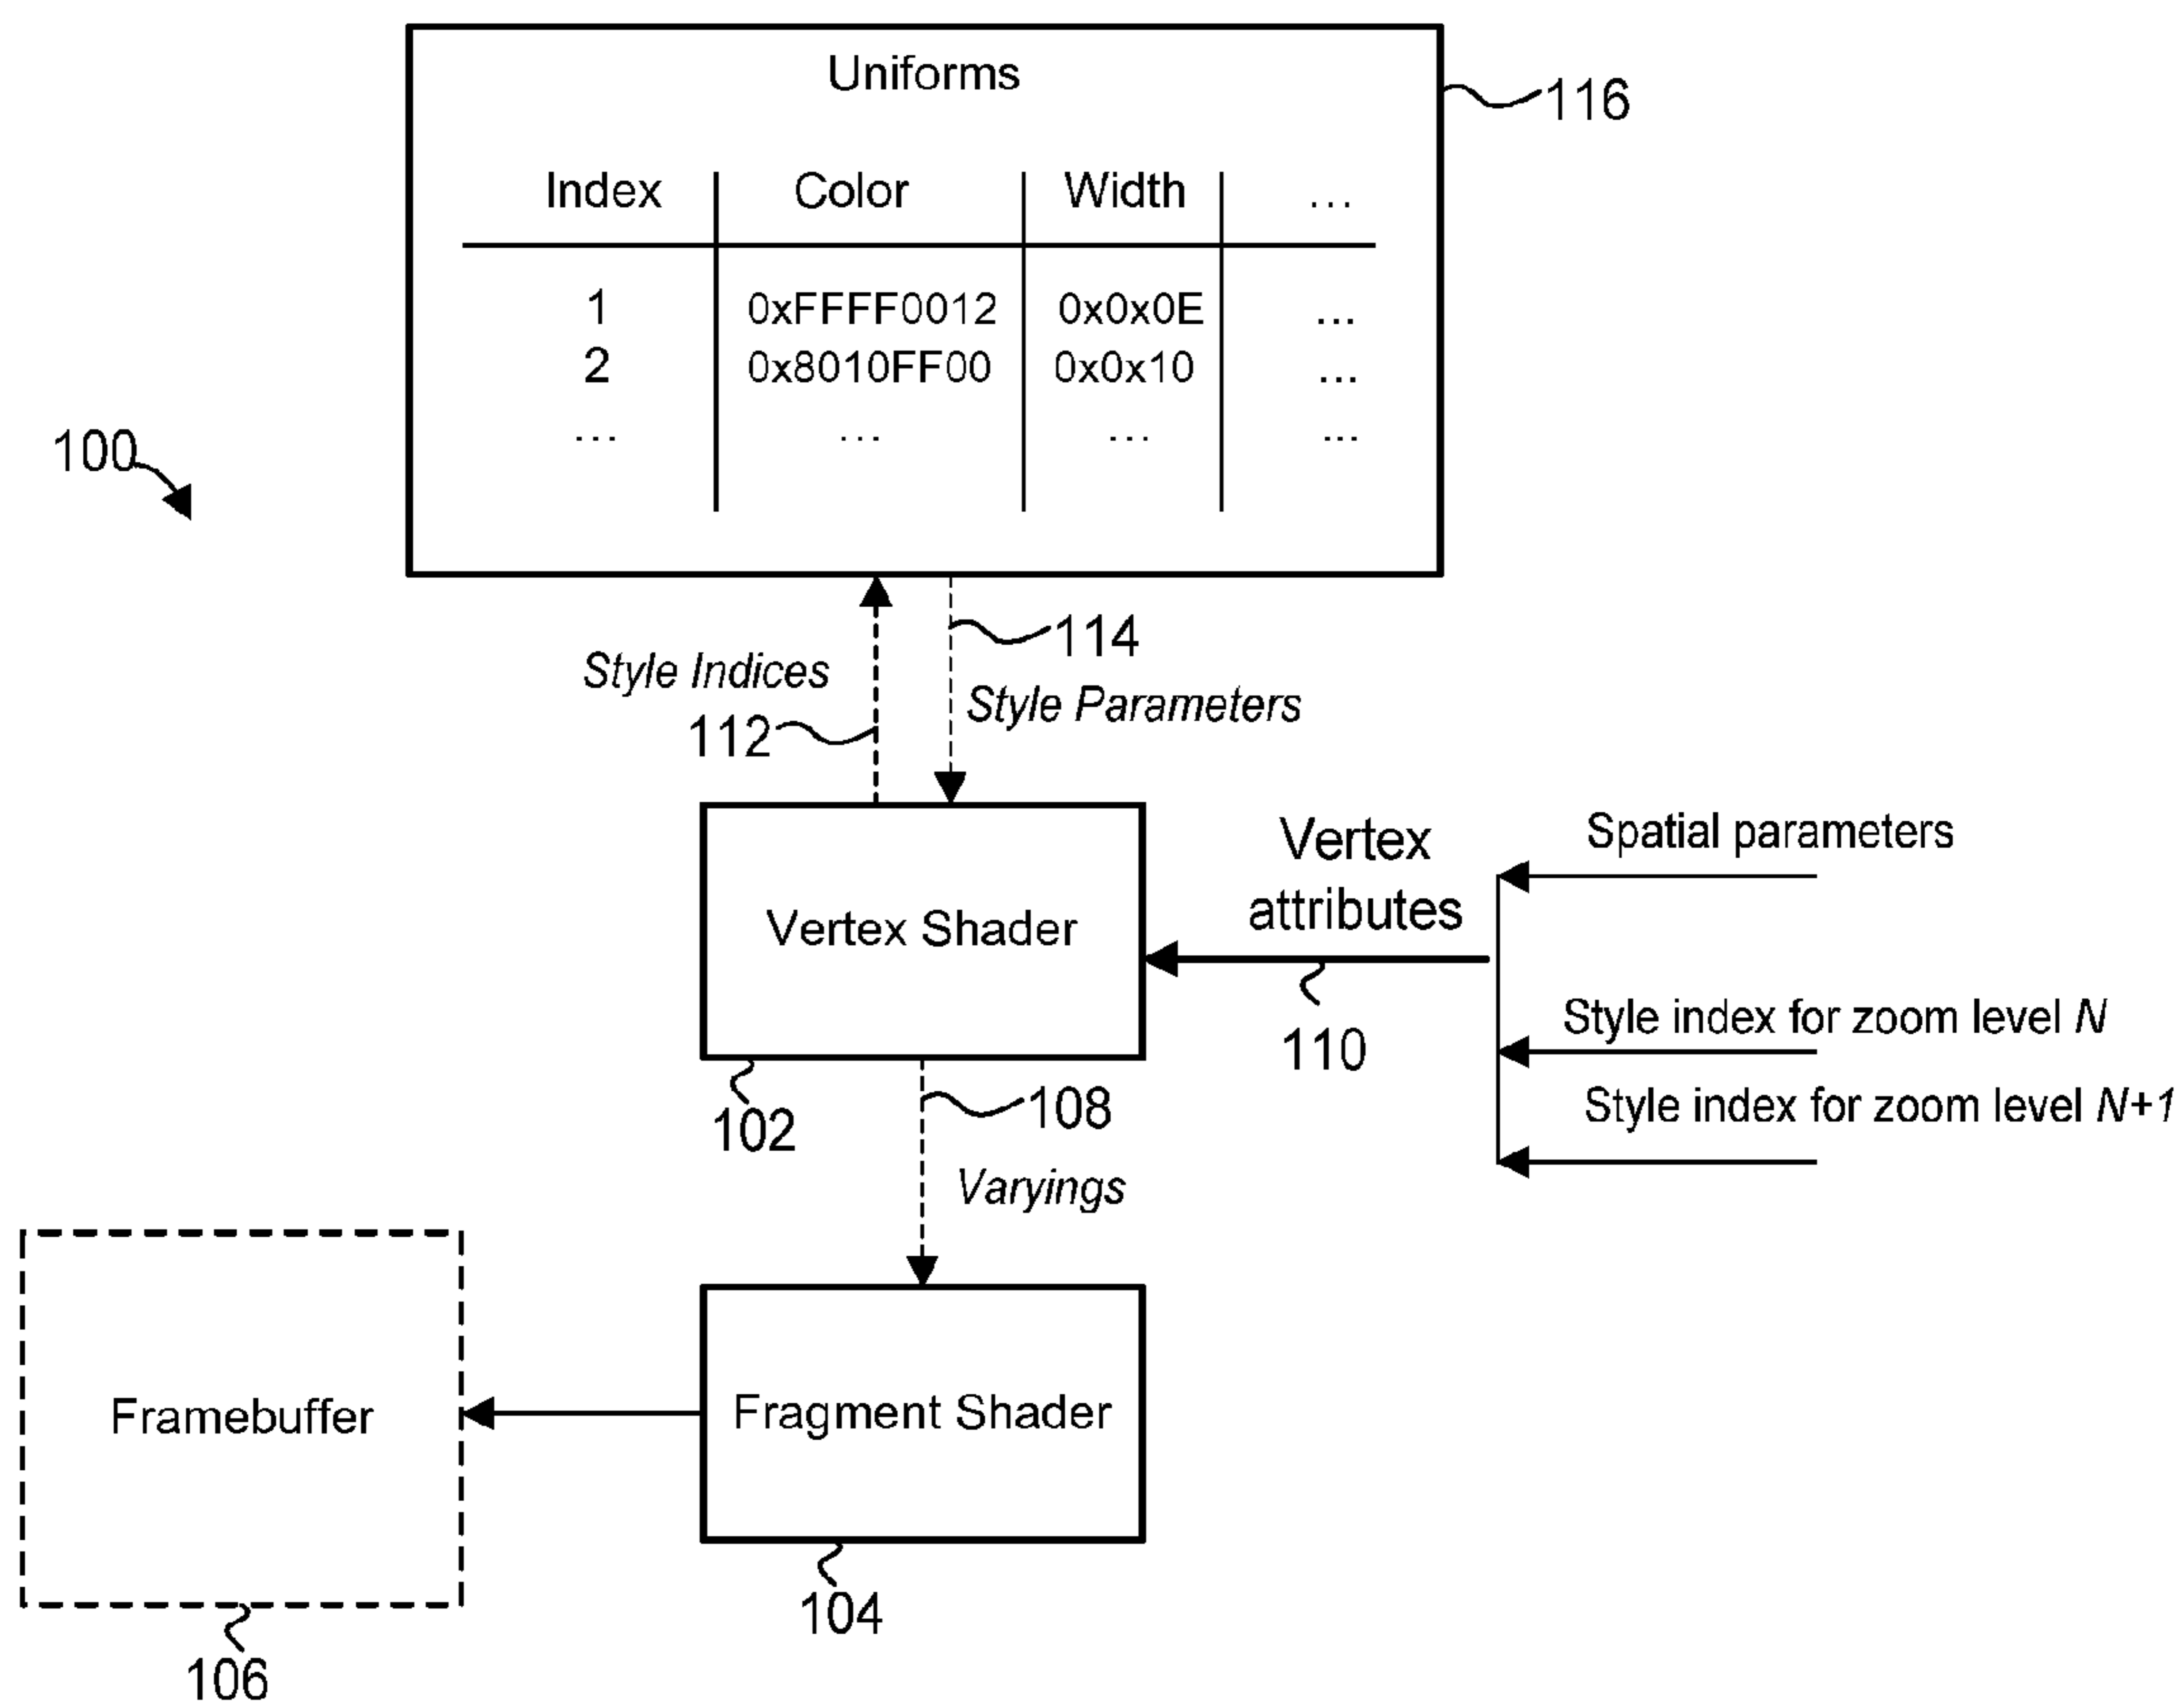 Uniforms
116
Index Color Width ...
1 0xFFFF0012 0x0x0E ...
2 0x8010FF00 0x0x10 ...
... ... ... ...
100
114
Style Indices
Style Parameters
112
Spatial parameters
Vertex
attributes
Vertex Shader
Style index for zoom level N
110
Style index for zoom level N+1
102
108
Varyings
Framebuffer
Fragment Shader
104
106